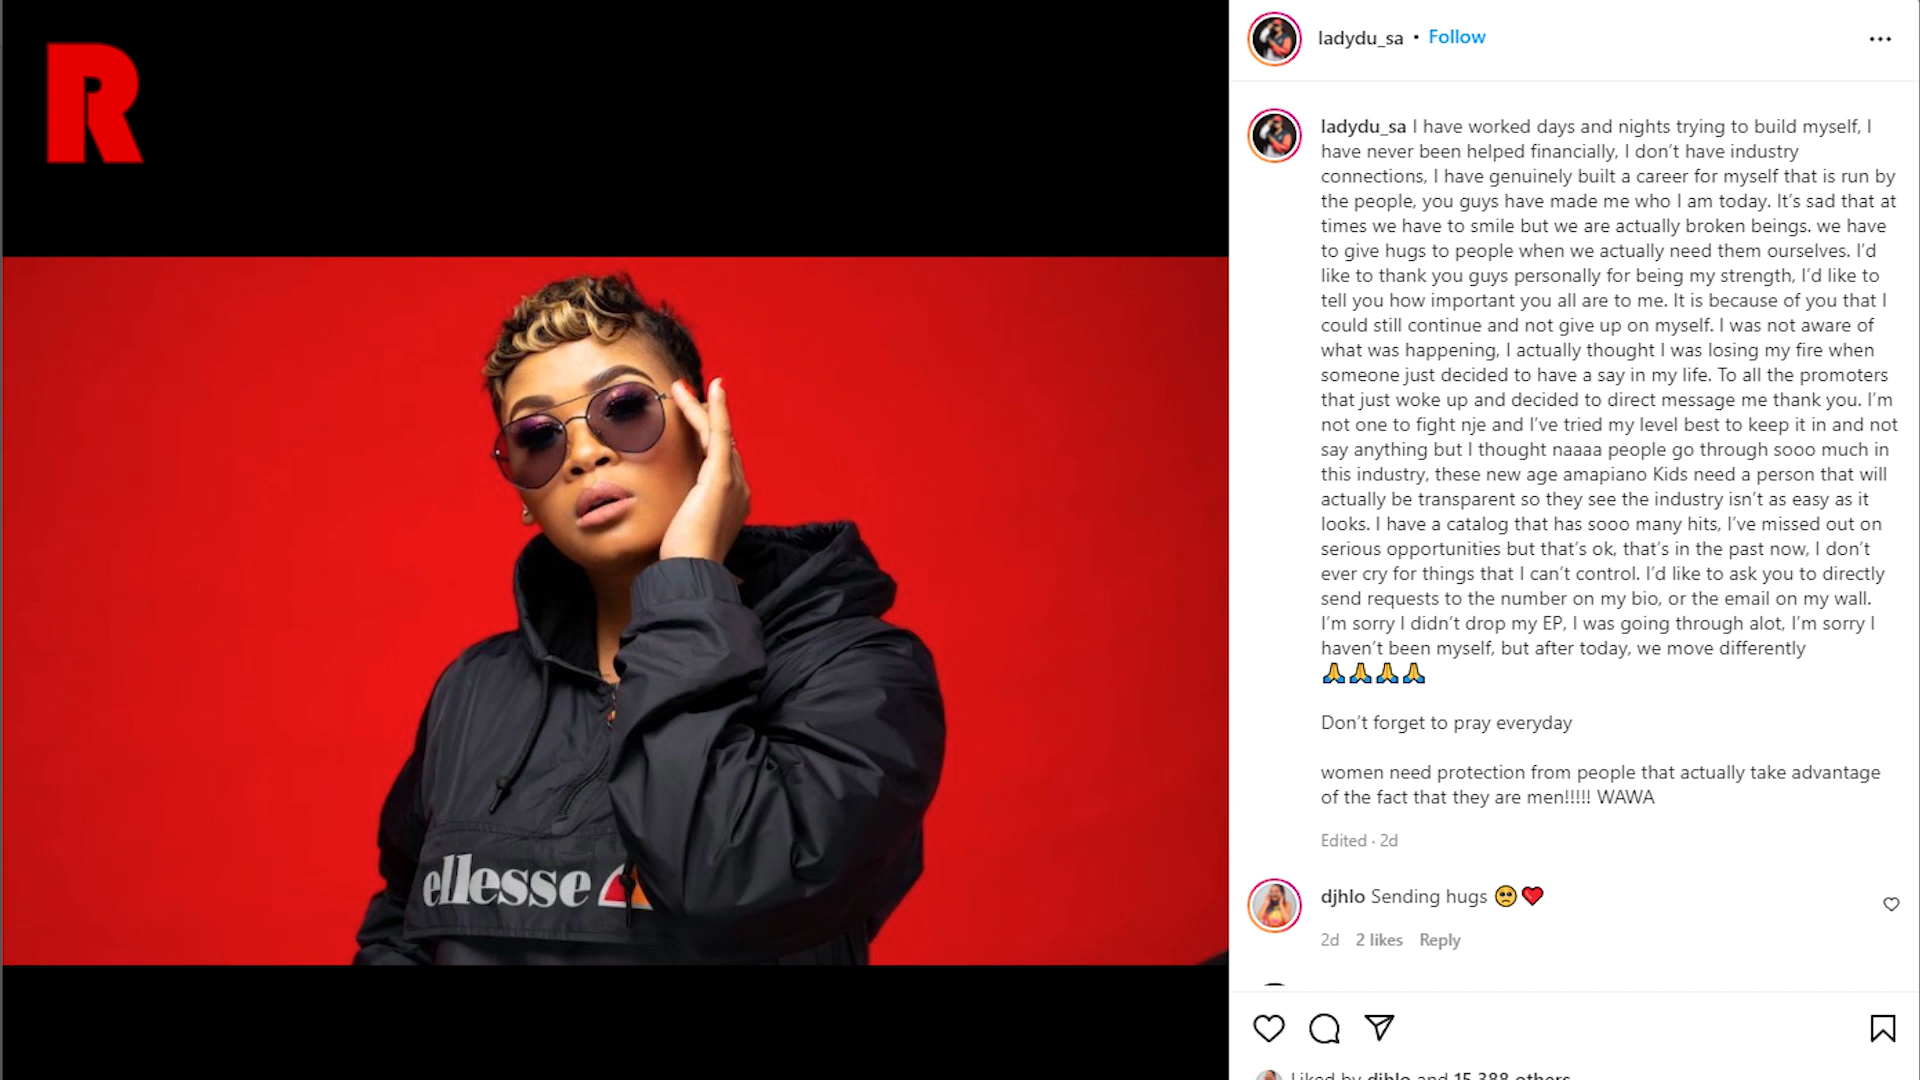 R
ellesse
ladydu_sa • Follow
ladydu_sa I have worked days and nights trying to build myself, I
have never been helped financially, I don't have industry
connections, I have genuinely built a career for myself that is run by
the people, you guys have made me who I am today. It's sad that at
times we have to smile but we are actually broken beings. we have
to give hugs to people when we actually need them ourselves. I'd
like to thank you guys personally for being my strength, I'd like to
tell you how important you all are to me. It is because of you that I
could still continue and not give up on myself. I was not aware of
what was happening, I actually thought I was losing my fire when
someone just decided to have a say in my life. To all the promoters
that just woke up and decided to direct message me thank you. I'm
not one to fight nje and I've tried my level best to keep it in and not
say anything but I thought naaaa people go through sooo much in
this industry, these new age amapiano Kids need a person that will
actually be transparent so they see the industry isn't as easy as it
looks. I have a catalog that has sooo many hits, I've missed out on
serious opportunities but that's ok, that's in the past now, I don't
ever cry for things that I can't control. I'd like to ask you to directly
send requests to the number on my bio, or the email on my wall.
I'm sorry I didn't drop my EP, I was going through alot, I'm sorry I
haven't been myself, but after today, we move differently
🙏🙏🙏🙏
Don't forget to pray everyday
women need protection from people that actually take advantage
of the fact that they are men!!!!! WAWA
Edited · 2d
djhlo Sending hugs 🥺❤️
2d 2 likes Reply
Liked by djhlo and 15,388 others